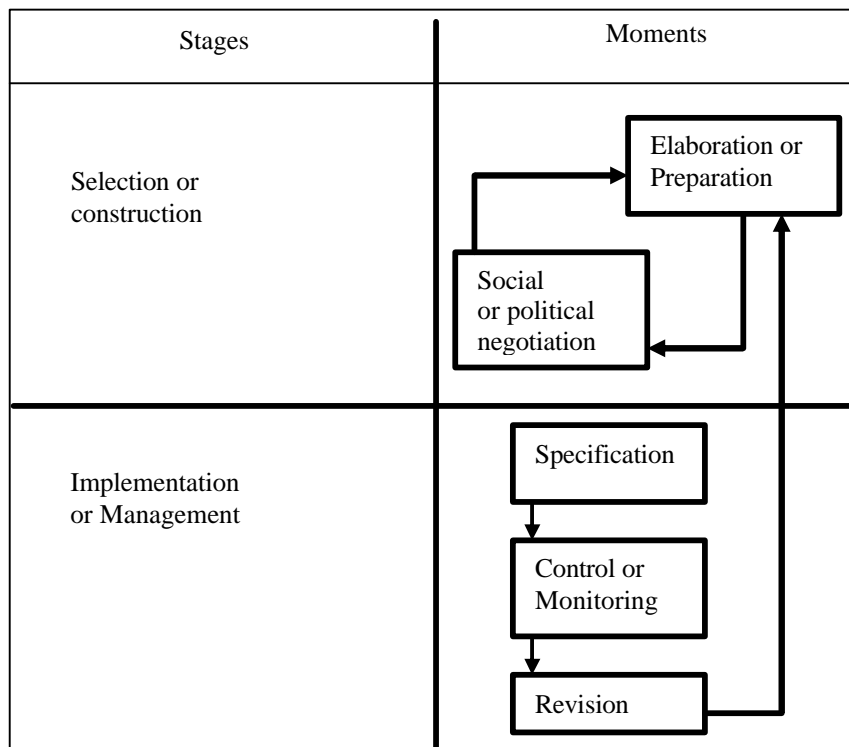 Stages
Moments
Selection or
construction
Elaboration or
Preparation
Social
or political
negotiation
Implementation
or Management
Specification
Control or
Monitoring
Revision